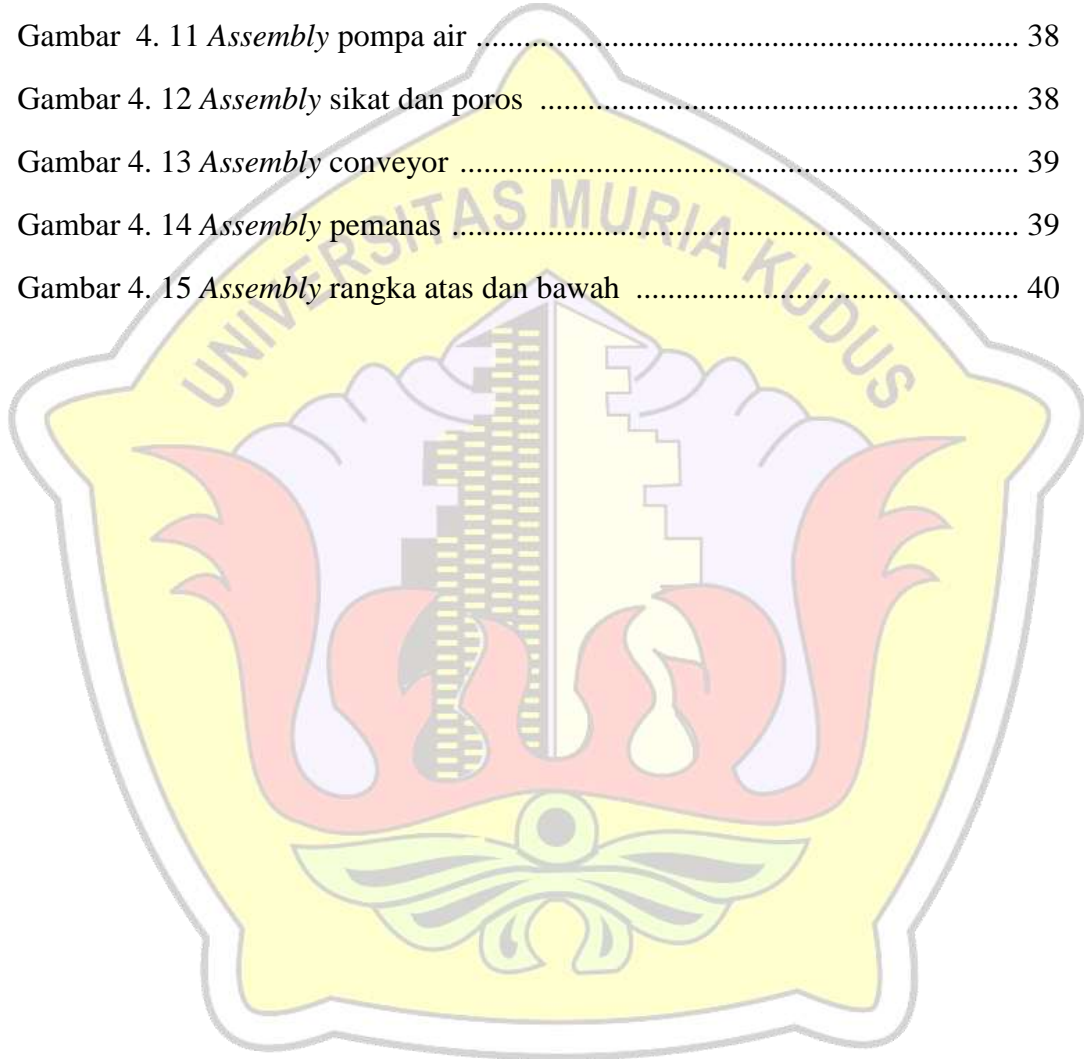 Gambar  4. 11 Assembly pompa air ..................................................................... 38
Gambar 4. 12 Assembly sikat dan poros  ............................................................. 38
Gambar 4. 13 Assembly conveyor ....................................................................... 39
Gambar 4. 14 Assembly pemanas ........................................................................ 39
Gambar 4. 15 Assembly rangka atas dan bawah  ................................................. 40
UNIVERSITAS MURIA KUDUS